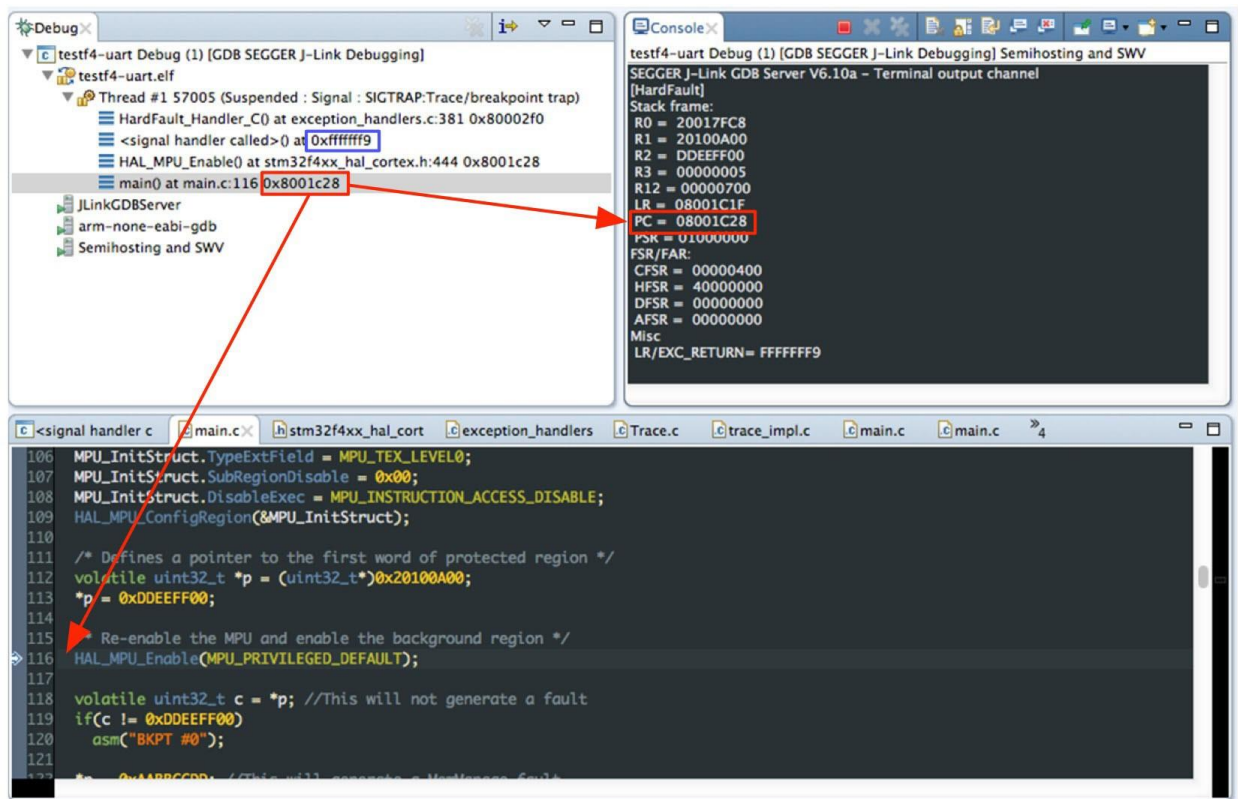 Debug
testf4-uart Debug (1) [GDB SEGGER J-Link Debugging]
testf4-uart.elf
Thread #1 57005 (Suspended : Signal : SIGTRAP:Trace/breakpoint trap)
HardFault_Handler_C() at exception_handlers.c:381 0x80002f0
<signal handler called>() at 0xfffffff9
HAL_MPU_Enable() at stm32f4xx_hal_cortex.h:444 0x8001c28
main() at main.c:116 0x8001c28
JLinkGDBServer
arm-none-eabi-gdb
Semihosting and SWV
Console
testf4-uart Debug (1) [GDB SEGGER J-Link Debugging] Semihosting and SWV
SEGGER J-Link GDB Server V6.10a - Terminal output channel
[HardFault]
Stack frame:
R0 = 20017FC8
R1 = 20100A00
R2 = DDEEFF00
R3 = 00000005
R12 = 00000700
LR = 08001C1F
PC = 08001C28
PSR = 01000000
FSR/FAR:
CFSR = 00000400
HFSR = 40000000
DFSR = 00000000
AFSR = 00000000
Misc
LR/EXC_RETURN= FFFFFFF9
<signal handler c main.c stm32f4xx_hal_cort exception_handlers Trace.c trace_impl.c main.c main.c »4
106 MPU_InitStruct.TypeExtField = MPU_TEX_LEVEL0;
107 MPU_InitStruct.SubRegionDisable = 0x00;
108 MPU_InitStruct.DisableExec = MPU_INSTRUCTION_ACCESS_DISABLE;
109 HAL_MPU_ConfigRegion(&MPU_InitStruct);
110
111 /* Defines a pointer to the first word of protected region */
112 volatile uint32_t *p = (uint32_t*)0x20100A00;
113 *p = 0xDDEEFF00;
114
115 * Re-enable the MPU and enable the background region */
116 HAL_MPU_Enable(MPU_PRIVILEGED_DEFAULT);
117
118 volatile uint32_t c = *p; //This will not generate a fault
119 if(c != 0xDDEEFF00)
120 asm("BKPT #0");
121
122 *p = 0xAABBCCDD; //This will generate a MemManage fault